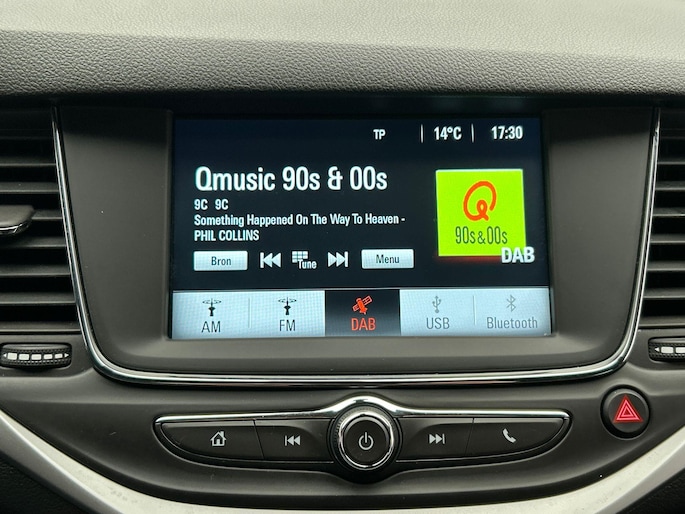 TP 14°C 17:30
Qmusic 90s & 00s
9C 9C
Something Happened On The Way To Heaven -
PHIL COLLINS
90s & 00s
DAB
Bron Tune Menu
AM FM DAB USB Bluetooth